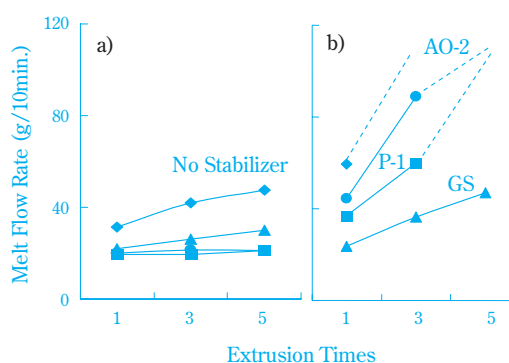 Melt Flow Rate (g/10min.)
120
80
40
0
a)
No Stabilizer
1 3 5
b)
AO-2
P-1
GS
1 3 5
Extrusion Times